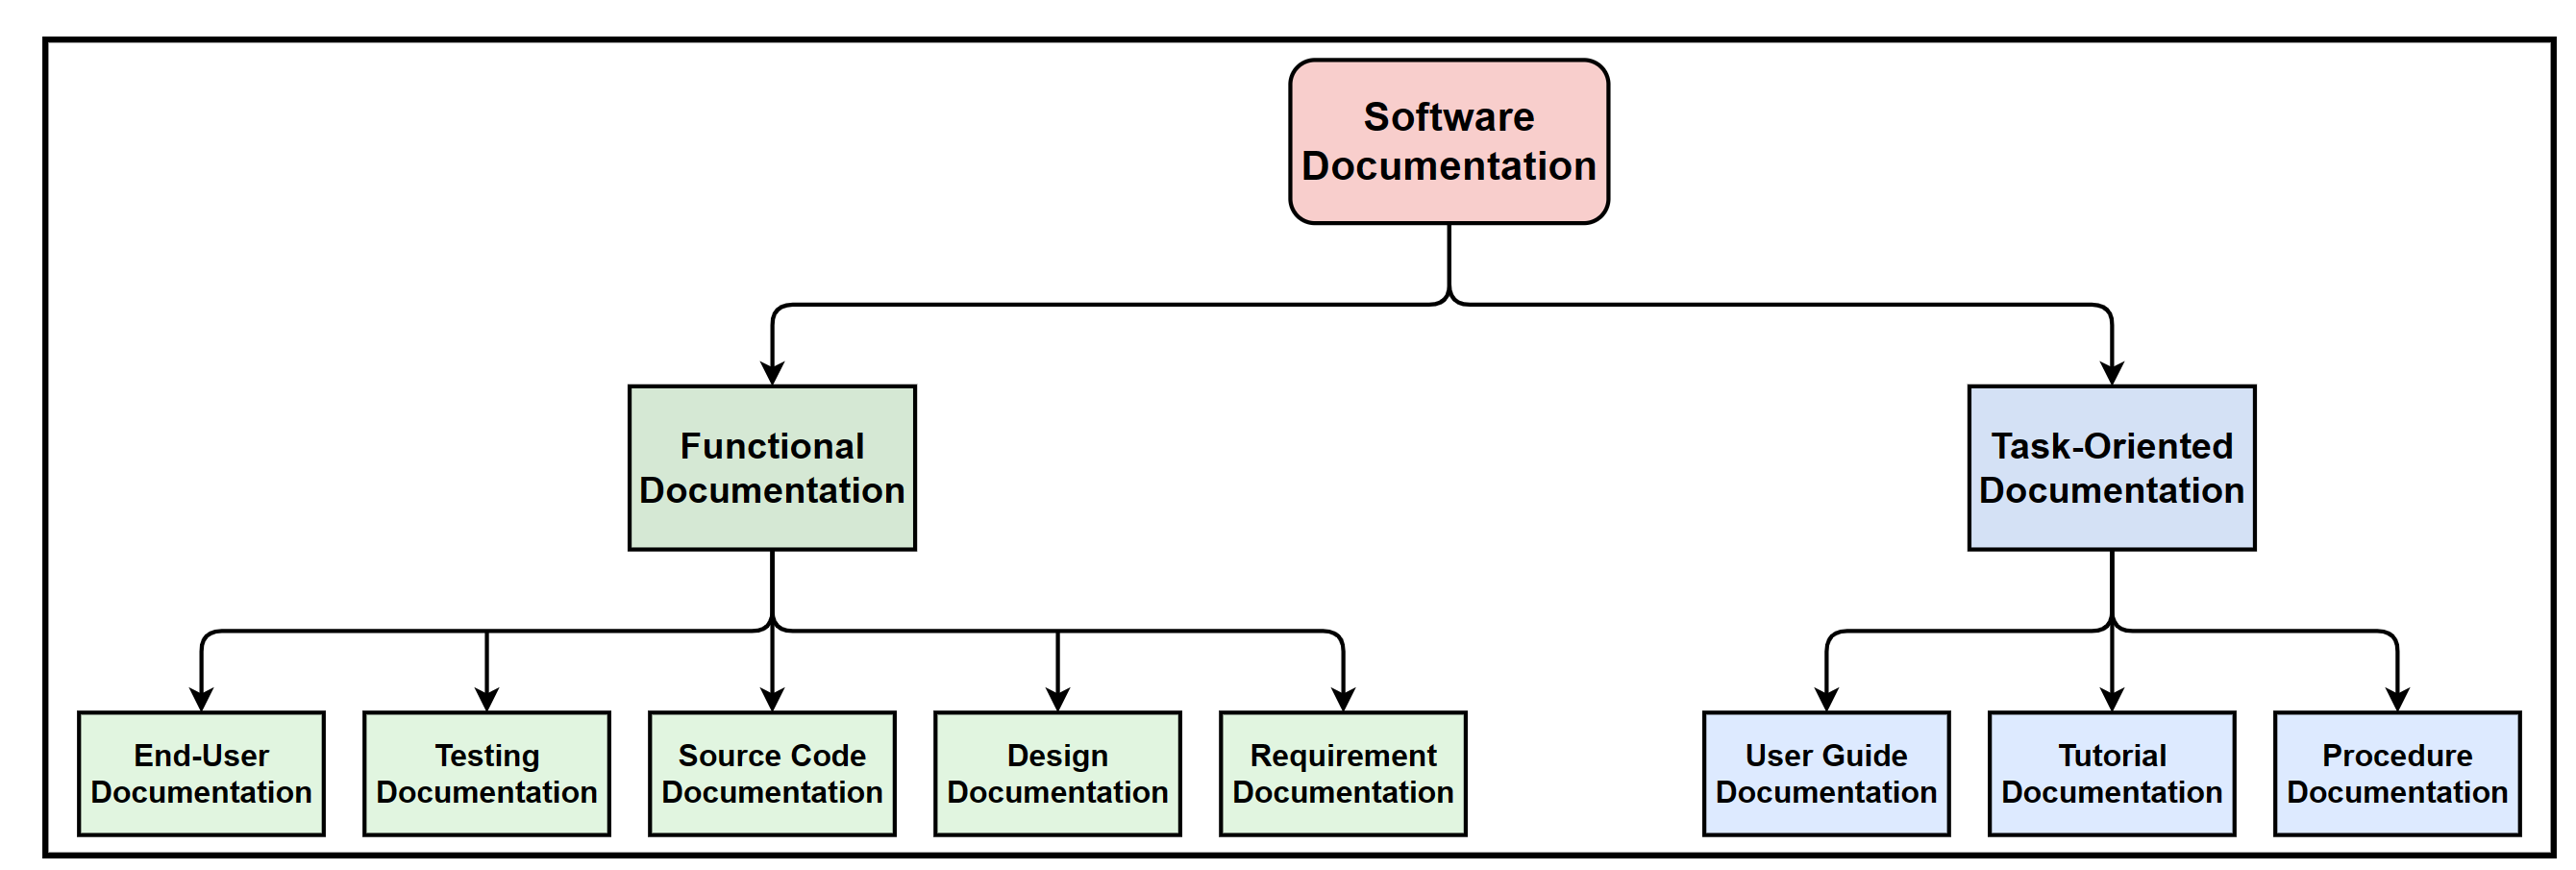 Software
Documentation
Functional
Documentation
Task-Oriented
Documentation
End-User
Documentation
Testing
Documentation
Source Code
Documentation
Design
Documentation
Requirement
Documentation
User Guide
Documentation
Tutorial
Documentation
Procedure
Documentation